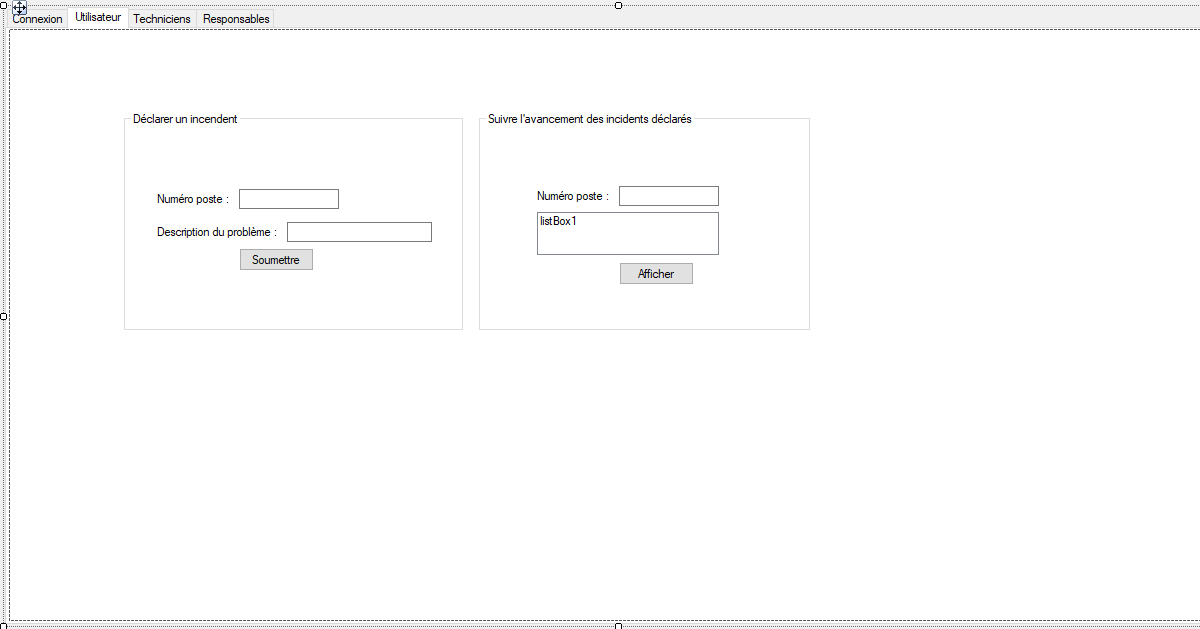 Connexion Utilisateur Techniciens Responsables
Déclarer un incendent
Numéro poste :
Description du problème :
Soumettre
Suivre l'avancement des incidents déclarés
Numéro poste :
listBox1
Afficher